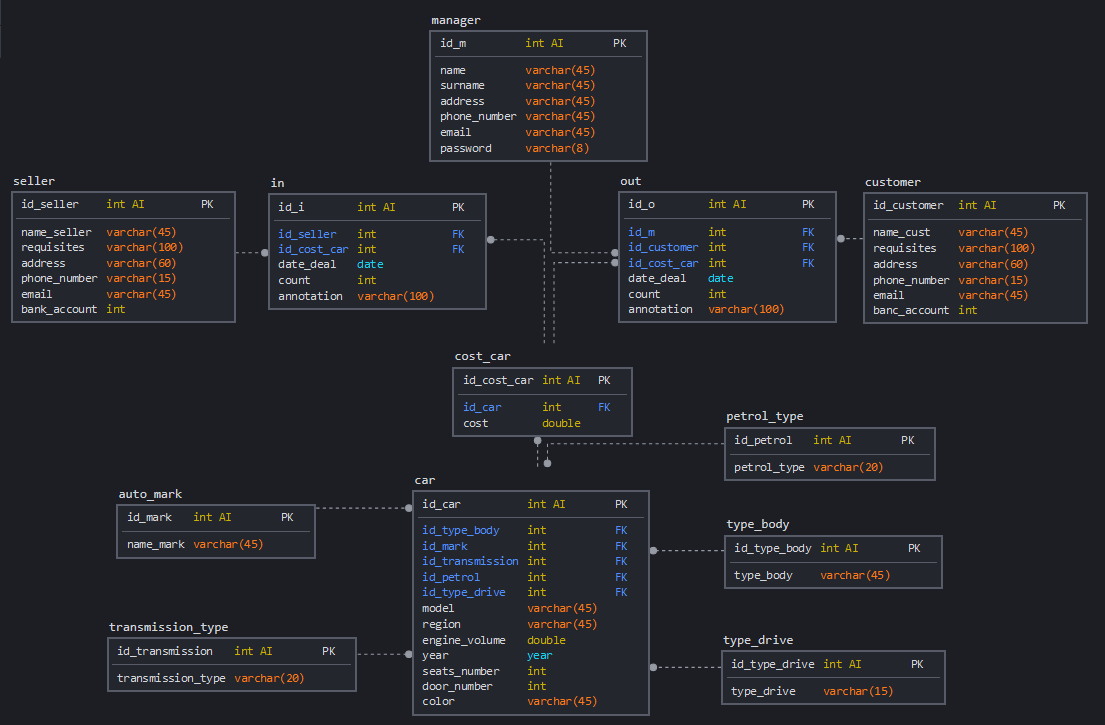 manager
id_m int AI PK
name varchar(45)
surname varchar(45)
address varchar(45)
phone_number varchar(45)
email varchar(45)
password varchar(8)
seller
id_seller int AI PK
name_seller varchar(45)
requisites varchar(100)
address varchar(60)
phone_number varchar(15)
email varchar(45)
bank_account int
in
id_i int AI PK
id_seller int FK
id_cost_car int FK
date_deal date
count int
annotation varchar(100)
out
id_o int AI PK
id_m int FK
id_customer int FK
id_cost_car int FK
date_deal date
count int
annotation varchar(100)
customer
id_customer int AI PK
name_cust varchar(45)
requisites varchar(100)
address varchar(60)
phone_number varchar(15)
email varchar(45)
banc_account int
cost_car
id_cost_car int AI PK
id_car int FK
cost double
petrol_type
id_petrol int AI PK
petrol_type varchar(20)
auto_mark
id_mark int AI PK
name_mark varchar(45)
car
id_car int AI PK
id_type_body int FK
id_mark int FK
id_transmission int FK
id_petrol int FK
id_type_drive int FK
model varchar(45)
region varchar(45)
engine_volume double
year year
seats_number int
door_number int
color varchar(45)
type_body
id_type_body int AI PK
type_body varchar(45)
transmission_type
id_transmission int AI PK
transmission_type varchar(20)
type_drive
id_type_drive int AI PK
type_drive varchar(15)